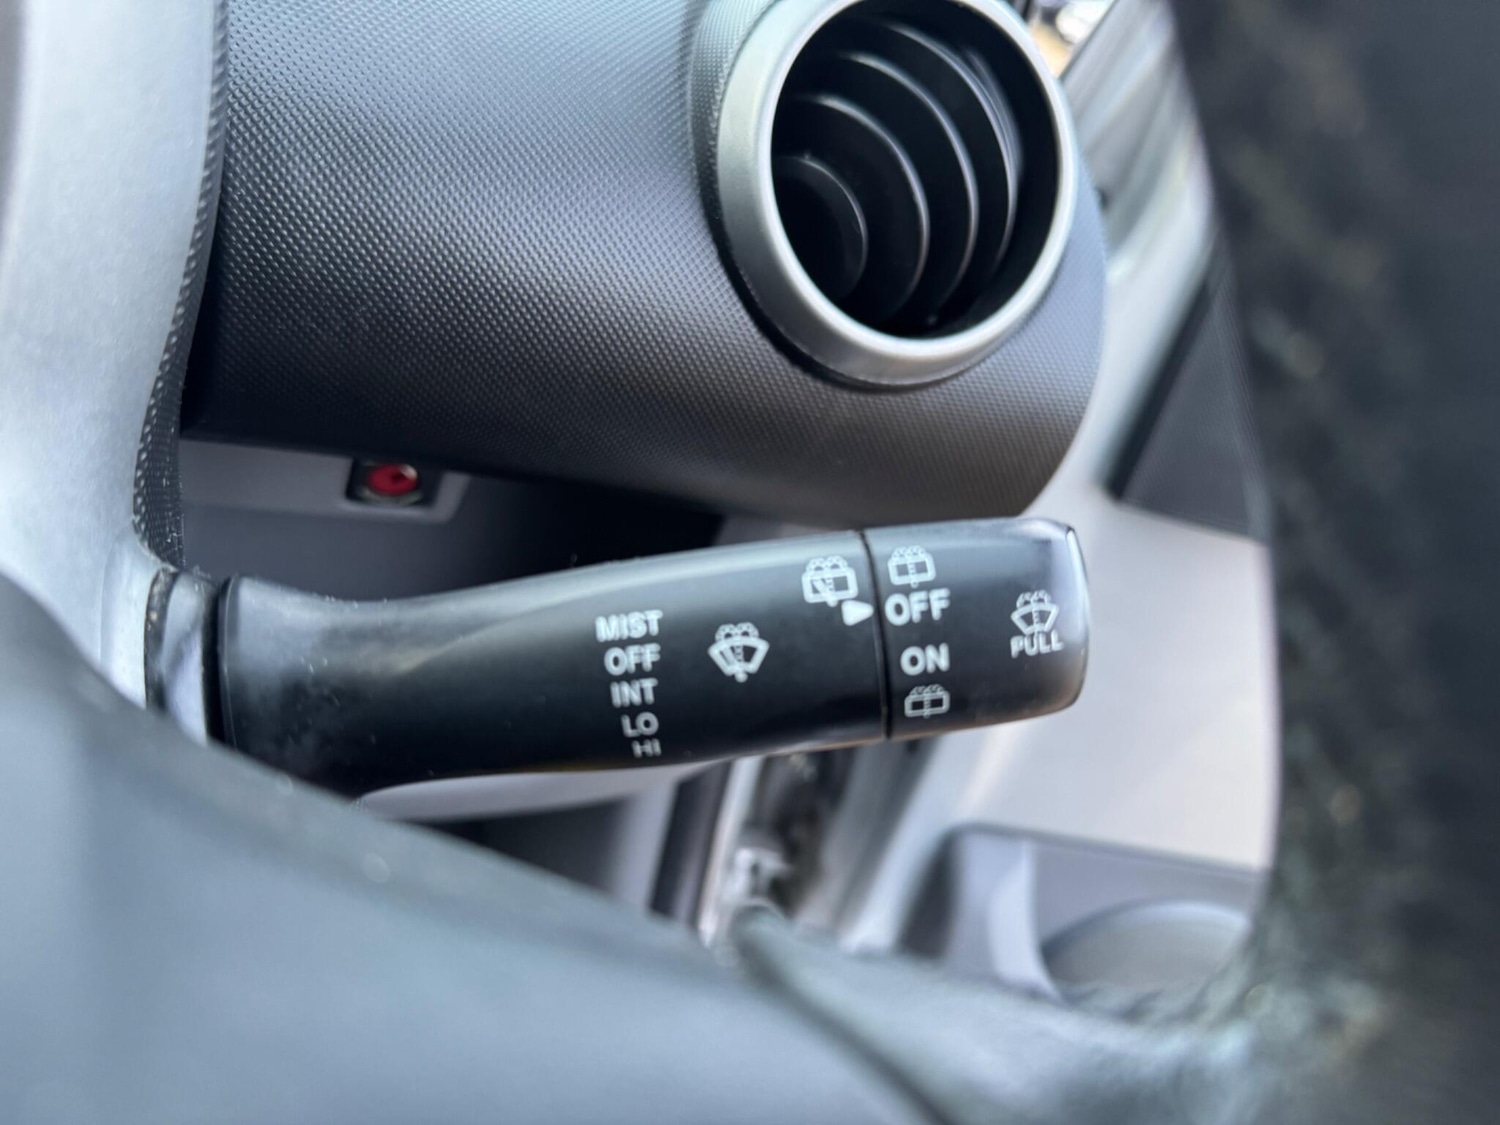 MIST
OFF
INT
LO
HI
OFF
ON
PULL